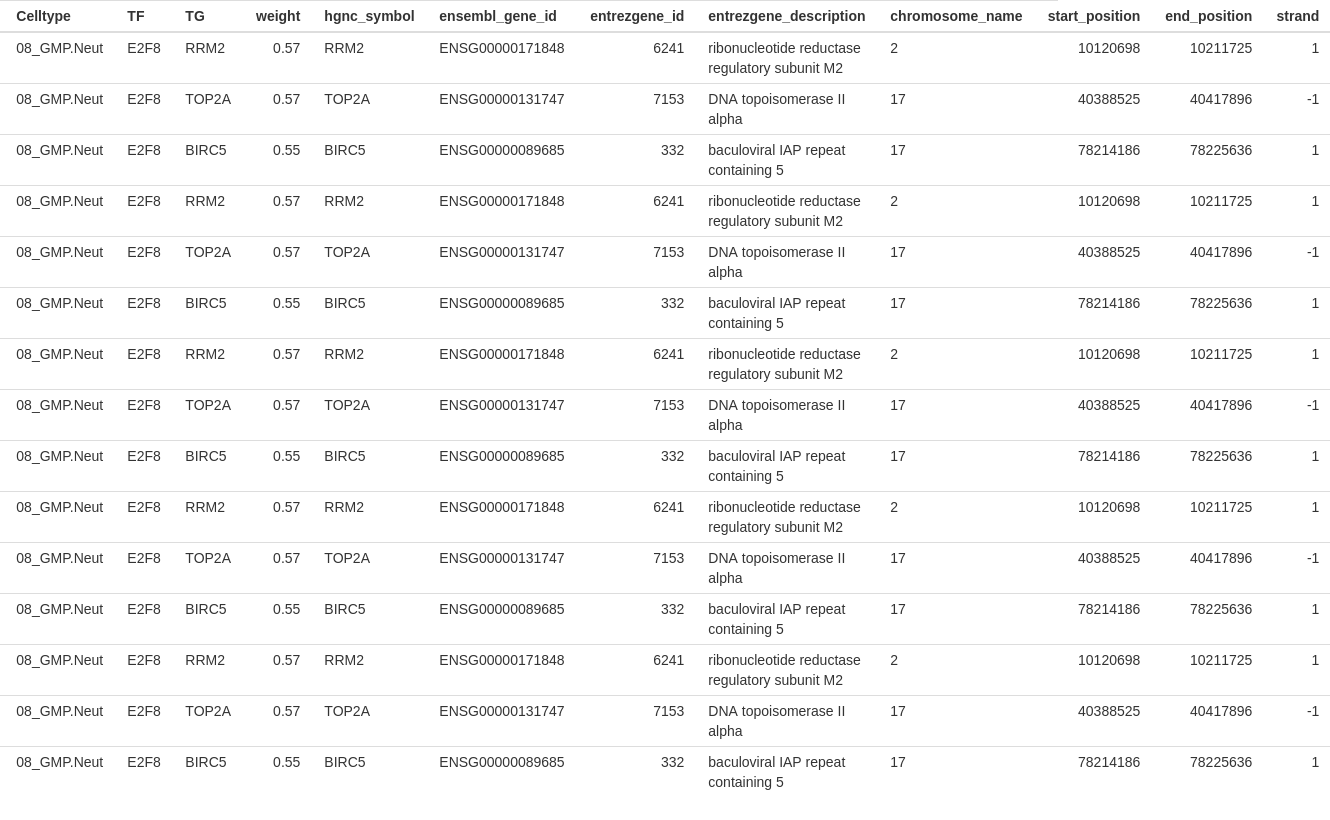 Celltype TF TG weight hgnc_symbol ensembl_gene_id entrezgene_id entrezgene_description chromosome_name start_position end_position strand
08_GMP.Neut E2F8 RRM2 0.57 RRM2 ENSG00000171848 6241 ribonucleotide reductase 2 10120698 10211725 1
regulatory subunit M2
08_GMP.Neut E2F8 TOP2A 0.57 TOP2A ENSG00000131747 7153 DNA topoisomerase II 17 40388525 40417896 -1
alpha
08_GMP.Neut E2F8 BIRC5 0.55 BIRC5 ENSG00000089685 332 baculoviral IAP repeat 17 78214186 78225636 1
containing 5
08_GMP.Neut E2F8 RRM2 0.57 RRM2 ENSG00000171848 6241 ribonucleotide reductase 2 10120698 10211725 1
regulatory subunit M2
08_GMP.Neut E2F8 TOP2A 0.57 TOP2A ENSG00000131747 7153 DNA topoisomerase II 17 40388525 40417896 -1
alpha
08_GMP.Neut E2F8 BIRC5 0.55 BIRC5 ENSG00000089685 332 baculoviral IAP repeat 17 78214186 78225636 1
containing 5
08_GMP.Neut E2F8 RRM2 0.57 RRM2 ENSG00000171848 6241 ribonucleotide reductase 2 10120698 10211725 1
regulatory subunit M2
08_GMP.Neut E2F8 TOP2A 0.57 TOP2A ENSG00000131747 7153 DNA topoisomerase II 17 40388525 40417896 -1
alpha
08_GMP.Neut E2F8 BIRC5 0.55 BIRC5 ENSG00000089685 332 baculoviral IAP repeat 17 78214186 78225636 1
containing 5
08_GMP.Neut E2F8 RRM2 0.57 RRM2 ENSG00000171848 6241 ribonucleotide reductase 2 10120698 10211725 1
regulatory subunit M2
08_GMP.Neut E2F8 TOP2A 0.57 TOP2A ENSG00000131747 7153 DNA topoisomerase II 17 40388525 40417896 -1
alpha
08_GMP.Neut E2F8 BIRC5 0.55 BIRC5 ENSG00000089685 332 baculoviral IAP repeat 17 78214186 78225636 1
containing 5
08_GMP.Neut E2F8 RRM2 0.57 RRM2 ENSG00000171848 6241 ribonucleotide reductase 2 10120698 10211725 1
regulatory subunit M2
08_GMP.Neut E2F8 TOP2A 0.57 TOP2A ENSG00000131747 7153 DNA topoisomerase II 17 40388525 40417896 -1
alpha
08_GMP.Neut E2F8 BIRC5 0.55 BIRC5 ENSG00000089685 332 baculoviral IAP repeat 17 78214186 78225636 1
containing 5